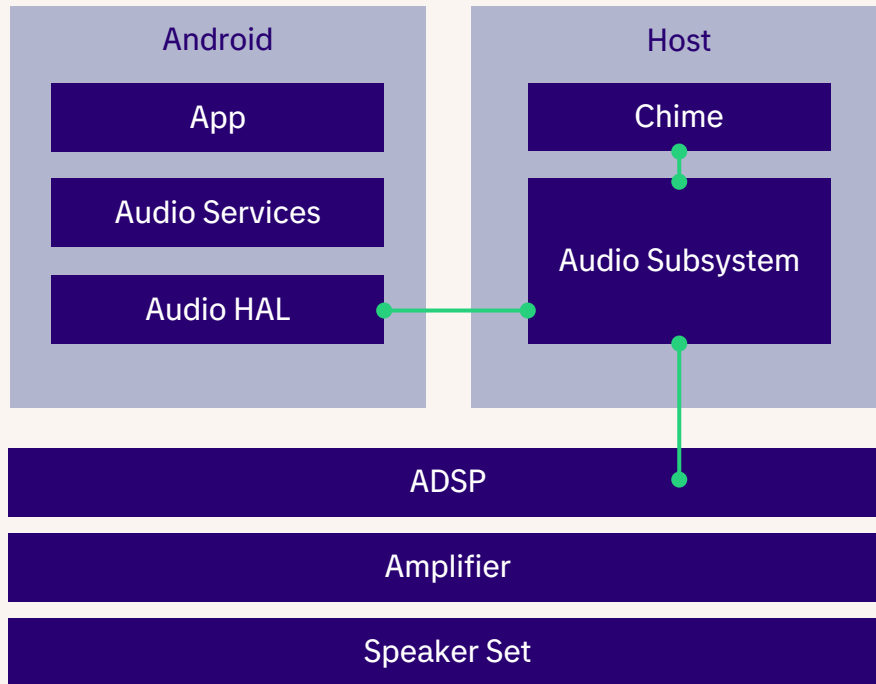 Android
App
Audio Services
Audio HAL
Host
Chime
Audio Subsystem
ADSP
Amplifier
Speaker Set